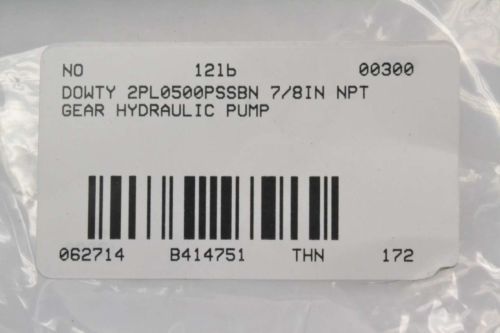 NO 12lb 00300
DOWTY 2PL0500PSSBN 7/8IN NPT
GEAR HYDRAULIC PUMP
062714 B414751 THN 172